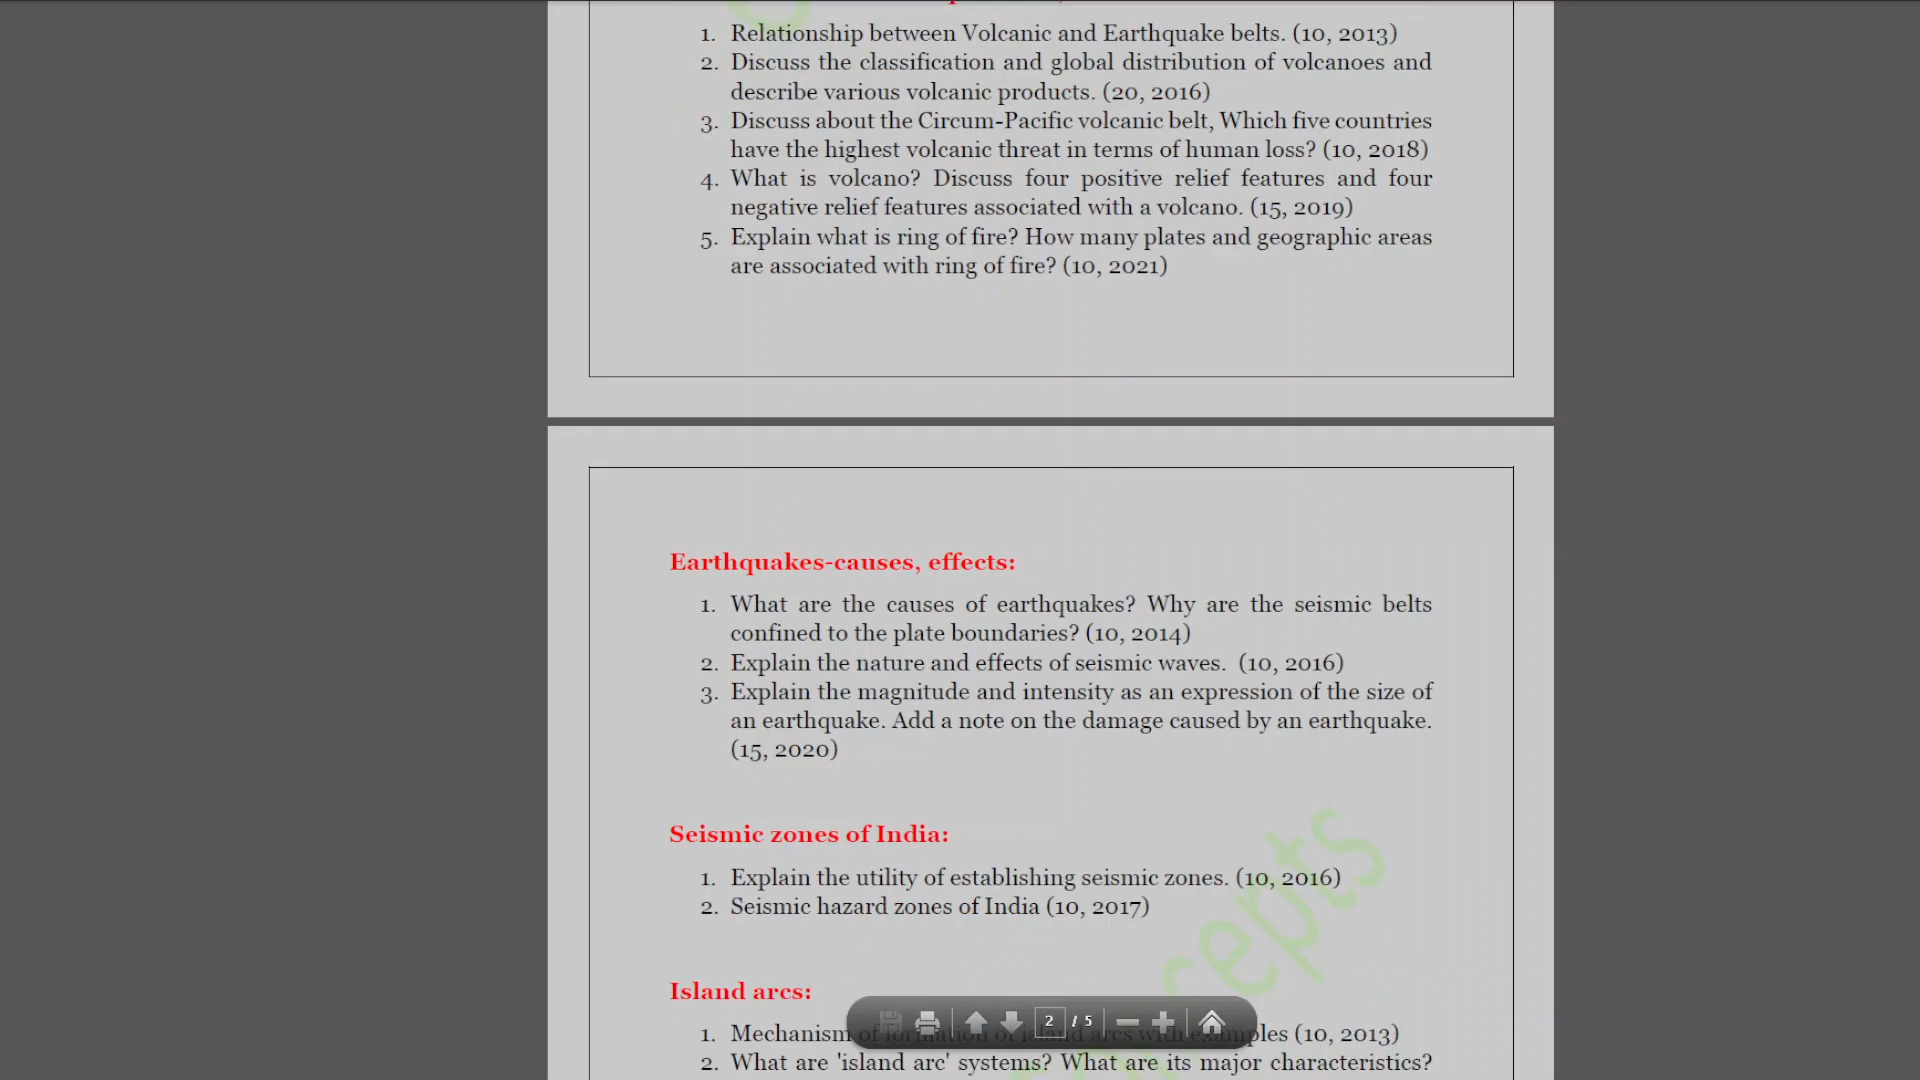 1. Relationship between Volcanic and Earthquake belts. (10, 2013)
2. Discuss the classification and global distribution of volcanoes and
describe various volcanic products. (20, 2016)
3. Discuss about the Circum-Pacific volcanic belt, Which five countries
have the highest volcanic threat in terms of human loss? (10, 2018)
4. What is volcano? Discuss four positive relief features and four
negative relief features associated with a volcano. (15, 2019)
5. Explain what is ring of fire? How many plates and geographic areas
are associated with ring of fire? (10, 2021)
Earthquakes-causes, effects:
1. What are the causes of earthquakes? Why are the seismic belts
confined to the plate boundaries? (10, 2014)
2. Explain the nature and effects of seismic waves. (10, 2016)
3. Explain the magnitude and intensity as an expression of the size of
an earthquake. Add a note on the damage caused by an earthquake.
(15, 2020)
Seismic zones of India:
1. Explain the utility of establishing seismic zones. (10, 2016)
2. Seismic hazard zones of India (10, 2017)
cepts
Island arcs:
1. Mechanism of formation of island arcs with examples (10, 2013)
2 / 5
2. What are 'island arc' systems? What are its major characteristics?